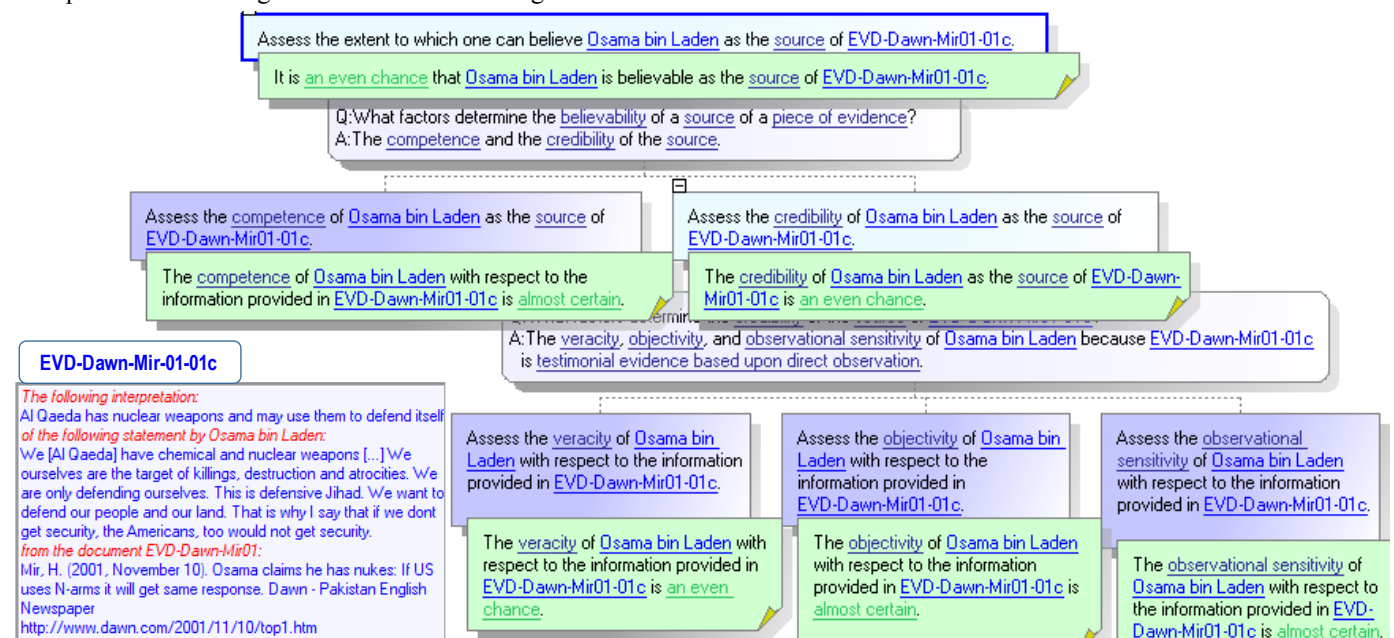 Assess the extent to which one can believe Osama bin Laden as the source of EVD-Dawn-Mir01-01c.
It is an even chance that Osama bin Laden is believable as the source of EVD-Dawn-Mir01-01c.
Q:What factors determine the believability of a source of a piece of evidence?
A:The competence and the credibility of the source.
Assess the competence of Osama bin Laden as the source of
EVD-Dawn-Mir01-01c.
The competence of Osama bin Laden with respect to the
information provided in EVD-Dawn-Mir01-01c is almost certain.
Assess the credibility of Osama bin Laden as the source of
EVD-Dawn-Mir01-01c.
The credibility of Osama bin Laden as the source of EVD-Dawn-
Mir01-01c is an even chance.
A:The veracity, objectivity, and observational sensitivity of Osama bin Laden because EVD-Dawn-Mir01-01c
is testimonial evidence based upon direct observation.
EVD-Dawn-Mir-01-01c
The following interpretation:
Al Qaeda has nuclear weapons and may use them to defend itself
of the following statement by Osama bin Laden:
We [Al Qaeda] have chemical and nuclear weapons [...] We
ourselves are the target of killings, destruction and atrocities. We
are only defending ourselves. This is defensive Jihad. We want to
defend our people and our land. That is why I say that if we dont
get security, the Americans, too would not get security.
from the document EVD-Dawn-Mir01:
Mir, H. (2001, November 10). Osama claims he has nukes: If US
uses N-arms it will get same response. Dawn - Pakistan English
Newspaper
http://www.dawn.com/2001/11/10/top1.htm
Assess the veracity of Osama bin
Laden with respect to the information
provided in EVD-Dawn-Mir01-01c.
The veracity of Osama bin Laden with
respect to the information provided in
EVD-Dawn-Mir01-01c is an even
chance.
Assess the objectivity of Osama bin
Laden with respect to the
information provided in
EVD-Dawn-Mir01-01c.
The objectivity of Osama bin Laden
with respect to the information
provided in EVD-Dawn-Mir01-01c is
almost certain.
Assess the observational
sensitivity of Osama bin Laden
with respect to the information
provided in EVD-Dawn-Mir01-01c.
The observational sensitivity of
Osama bin Laden with respect to
the information provided in EVD-
Dawn-Mir01-01c is almost certain